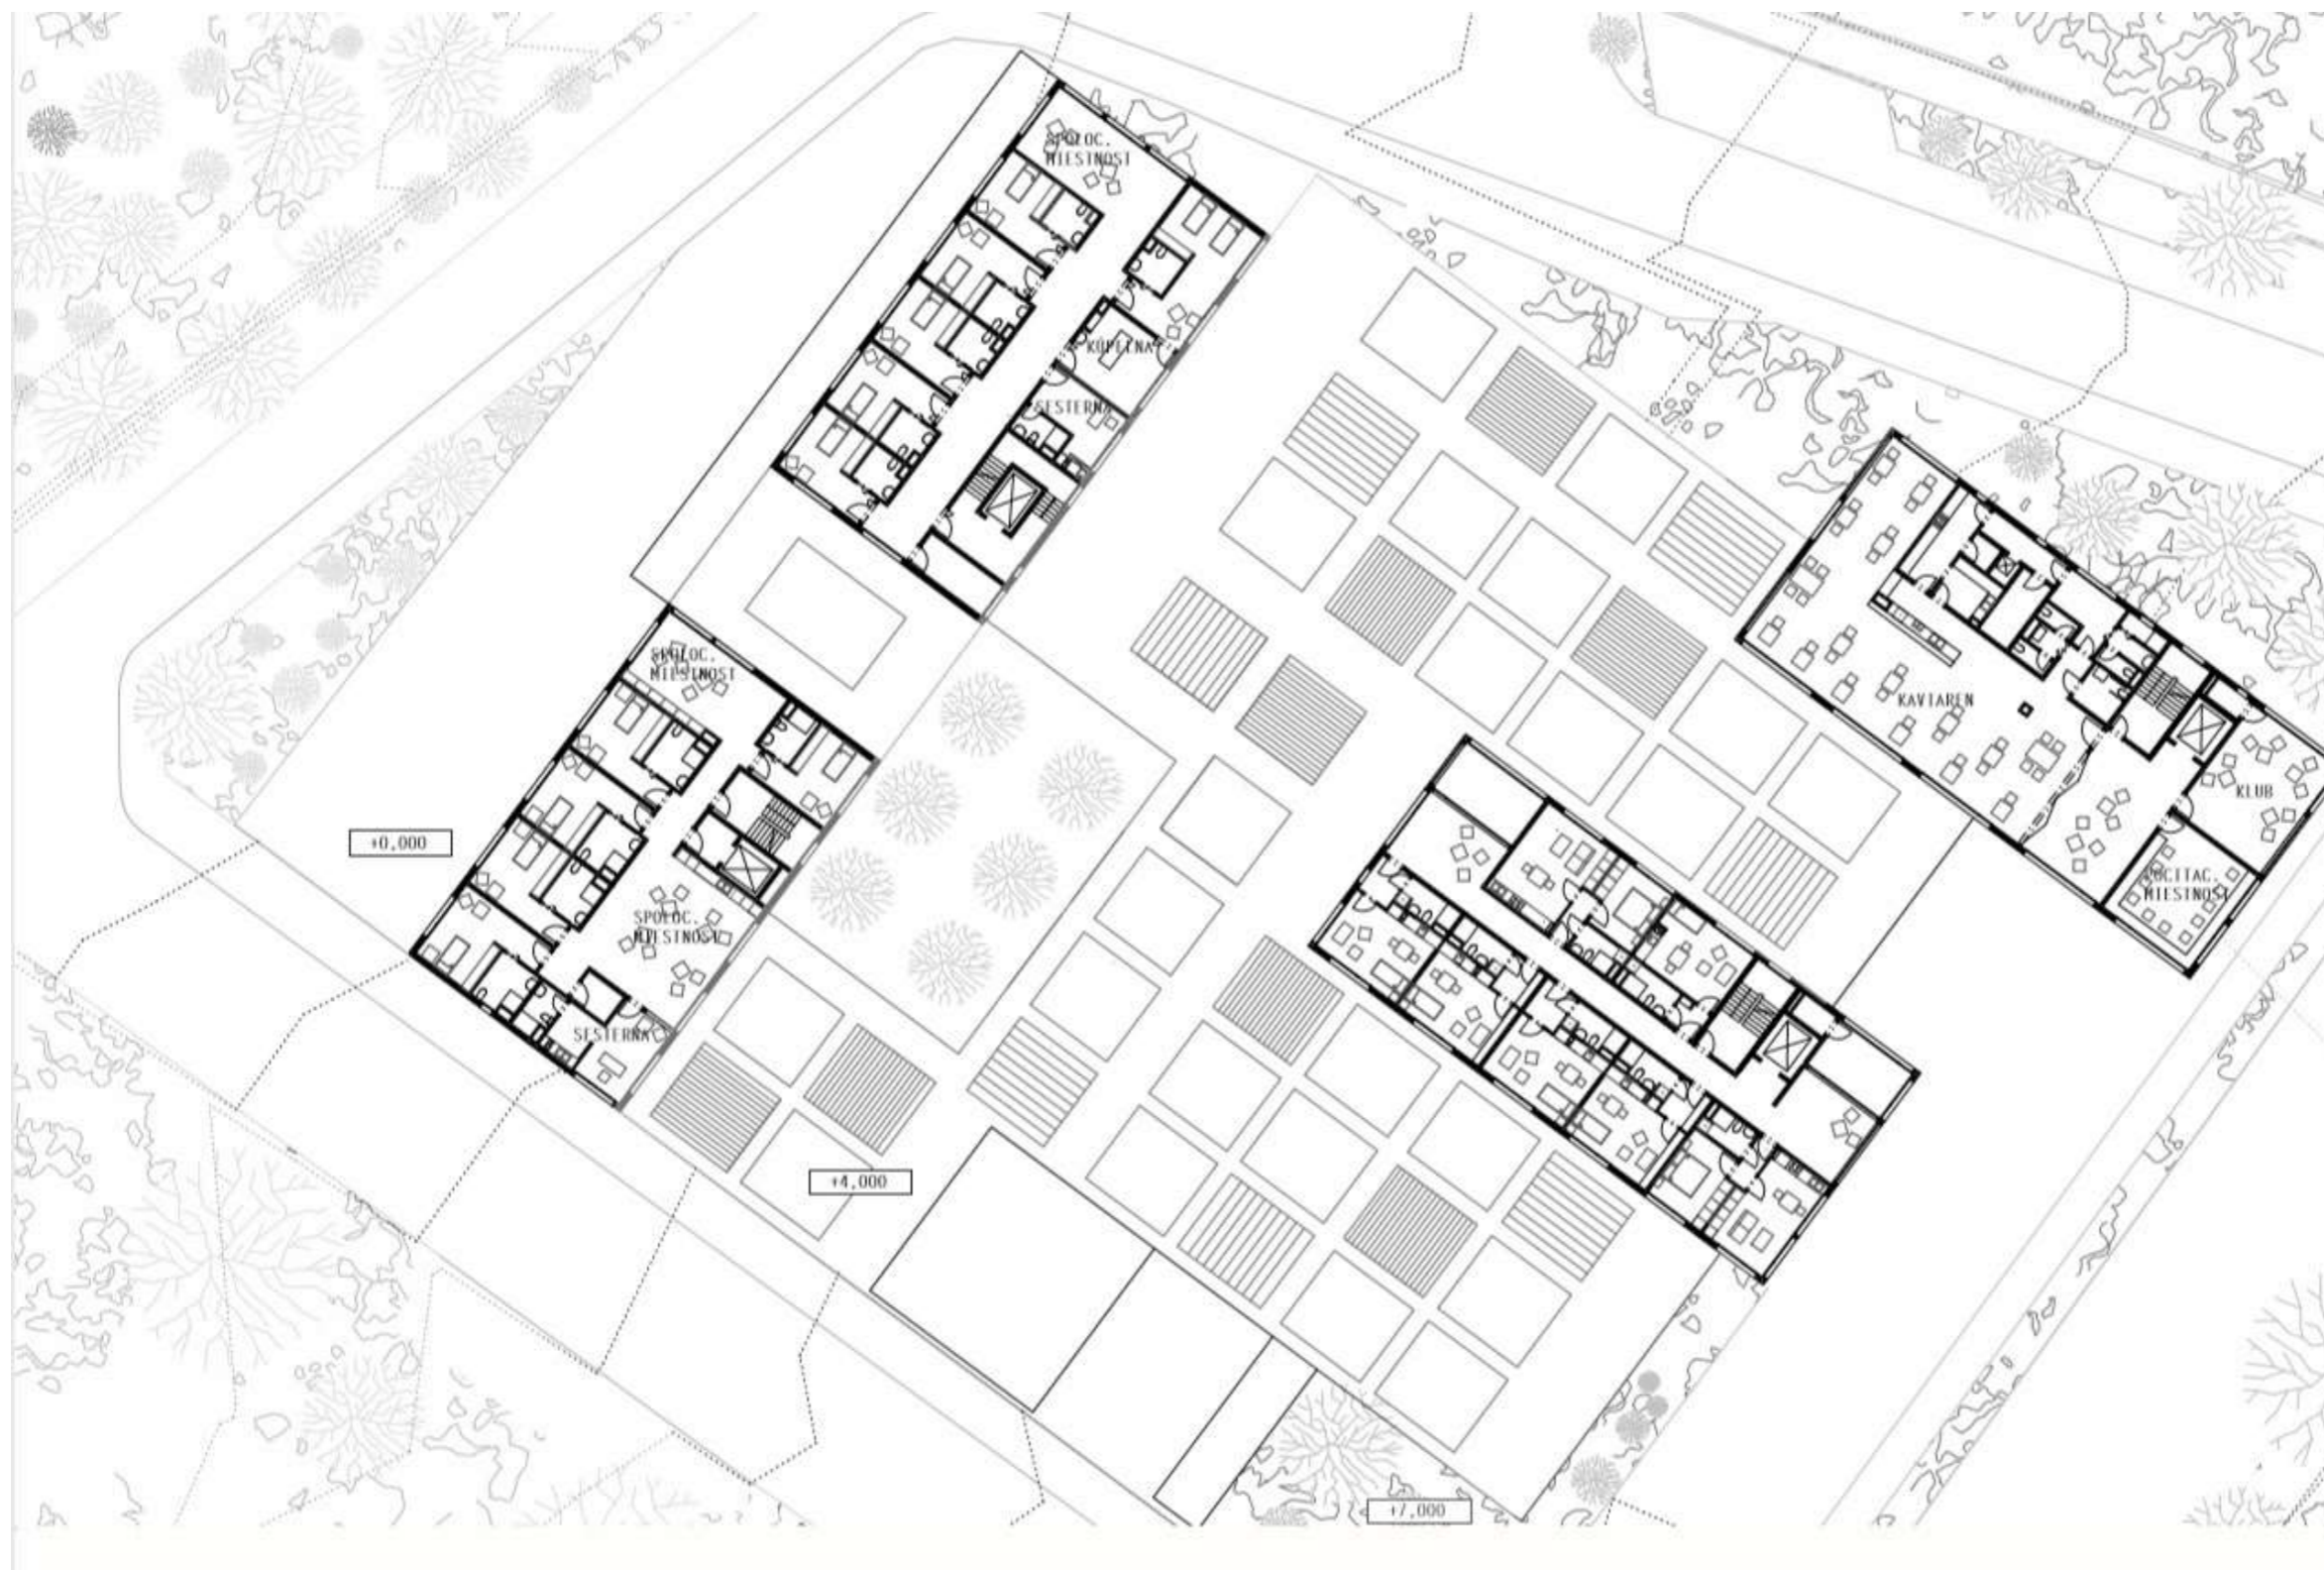 SPOLOC.
MIESTNOST
KUPELNA
SESTERNA
SPOLOC.
MIESTNOST
KAVIAREN
KLUB
+0,000
POCITAC.
MIESTNOST
SPOLOC.
MIESTNOST
SESTERNA
+4,000
+7,000